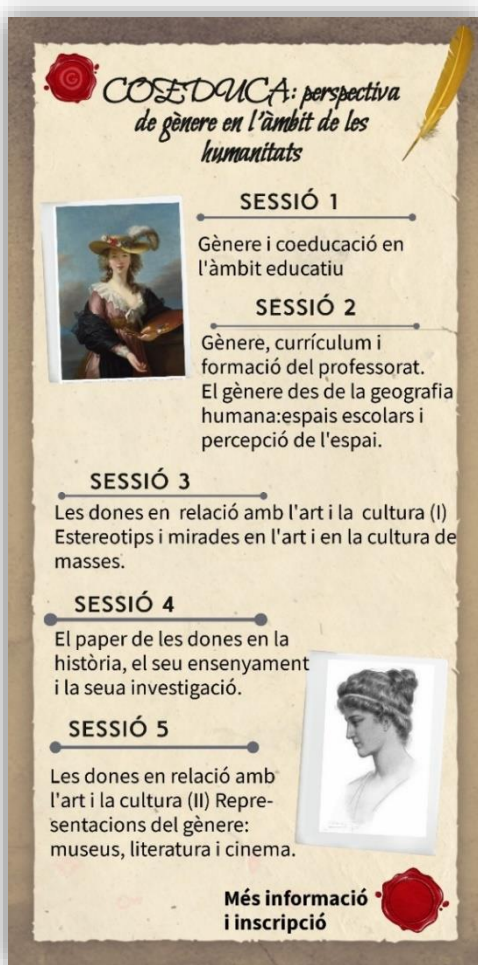 COEDUCA: perspectiva
de gènere en l'àmbit de les
humanitats
SESSIÓ 1
Gènere i coeducació en
l'àmbit educatiu
SESSIÓ 2
Gènere, currículum i
formació del professorat.
El gènere des de la geografia
humana:espais escolars i
percepció de l'espai.
SESSIÓ 3
Les dones en relació amb l'art i la cultura (I)
Estereotips i mirades en l'art i en la cultura de
masses.
SESSIÓ 4
El paper de les dones en la
història, el seu ensenyament
i la seua investigació.
SESSIÓ 5
Les dones en relació amb
l'art i la cultura (II) Repre-
sentacions del gènere:
museus, literatura i cinema.
Més informació
i inscripció